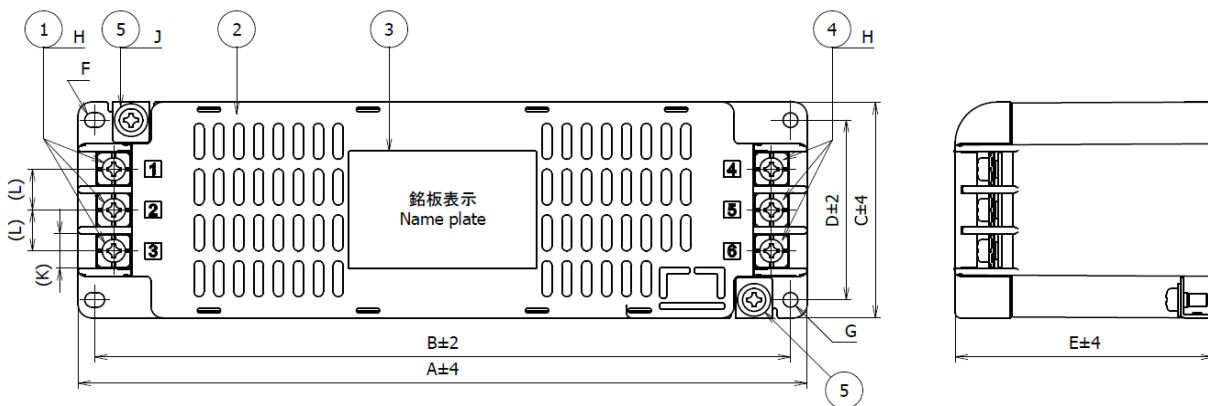 1 H 5 J 2 3 4 H
F
1 4
(L) 2 銘板表示 5 D±2 C±4
Name plate
(L) 3 6
(K)
G
B±2
A±4 E±4
5